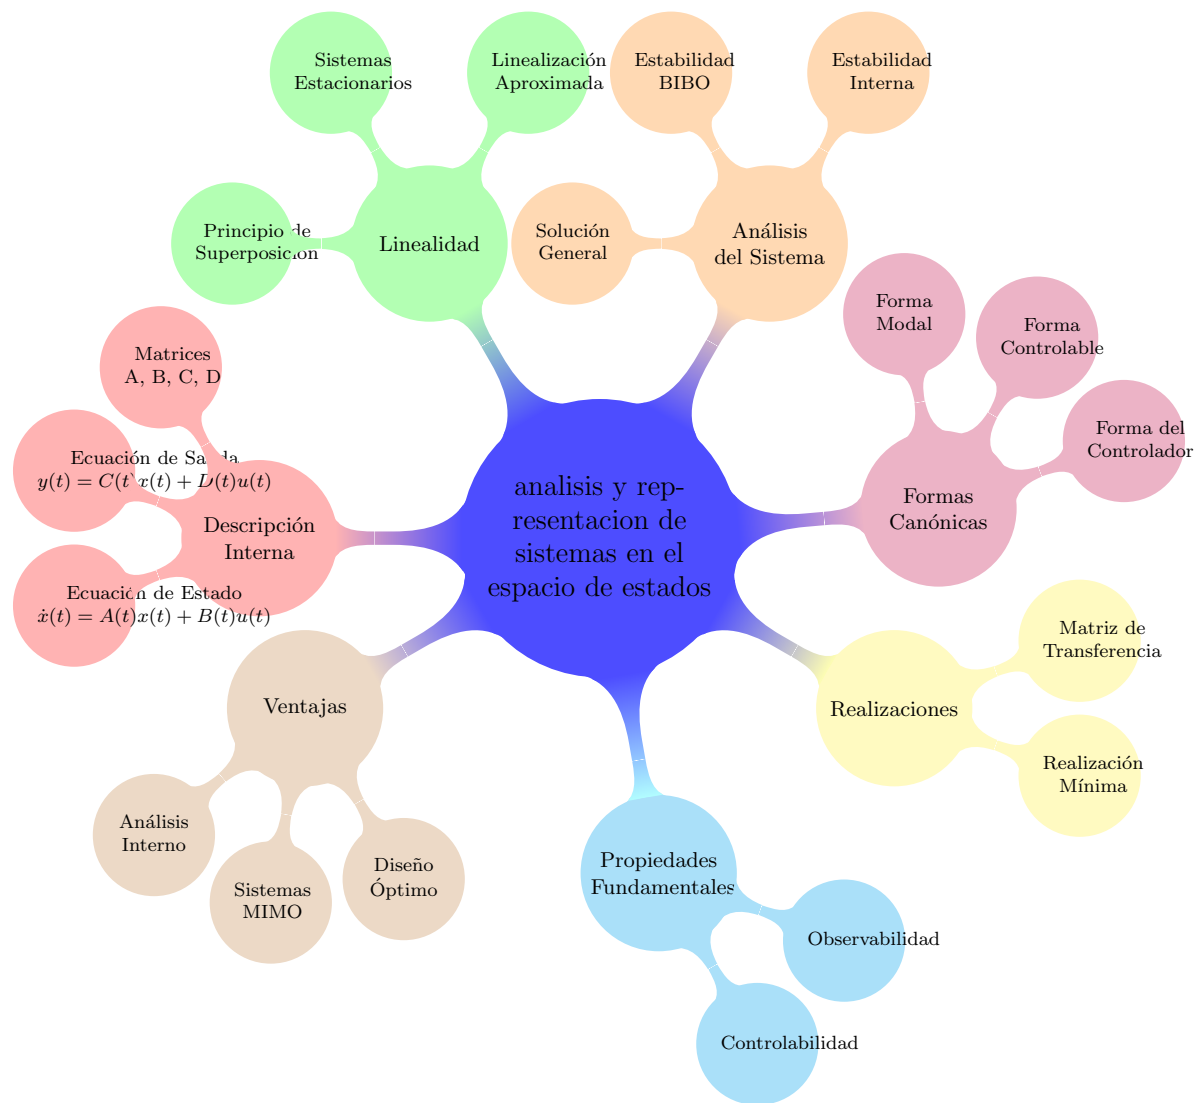 Sistemas
Estacionarios
Linealización
Aproximada
Estabilidad
BIBO
Estabilidad
Interna
Principio de
Superposición
Linealidad
Solución
General
Análisis
del Sistema
Forma
Modal
Forma
Controlable
Forma del
Controlador
Formas
Canónicas
Matrices
A, B, C, D
Ecuación de Salida
y(t) = C(t)x(t) + D(t)u(t)
Descripción
Interna
Ecuación de Estado
ẋ(t) = A(t)x(t) + B(t)u(t)
analisis y rep-
resentacion de
sistemas en el
espacio de estados
Matriz de
Transferencia
Realizaciones
Realización
Mínima
Ventajas
Análisis
Interno
Sistemas
MIMO
Diseño
Óptimo
Propiedades
Fundamentales
Observabilidad
Controlabilidad